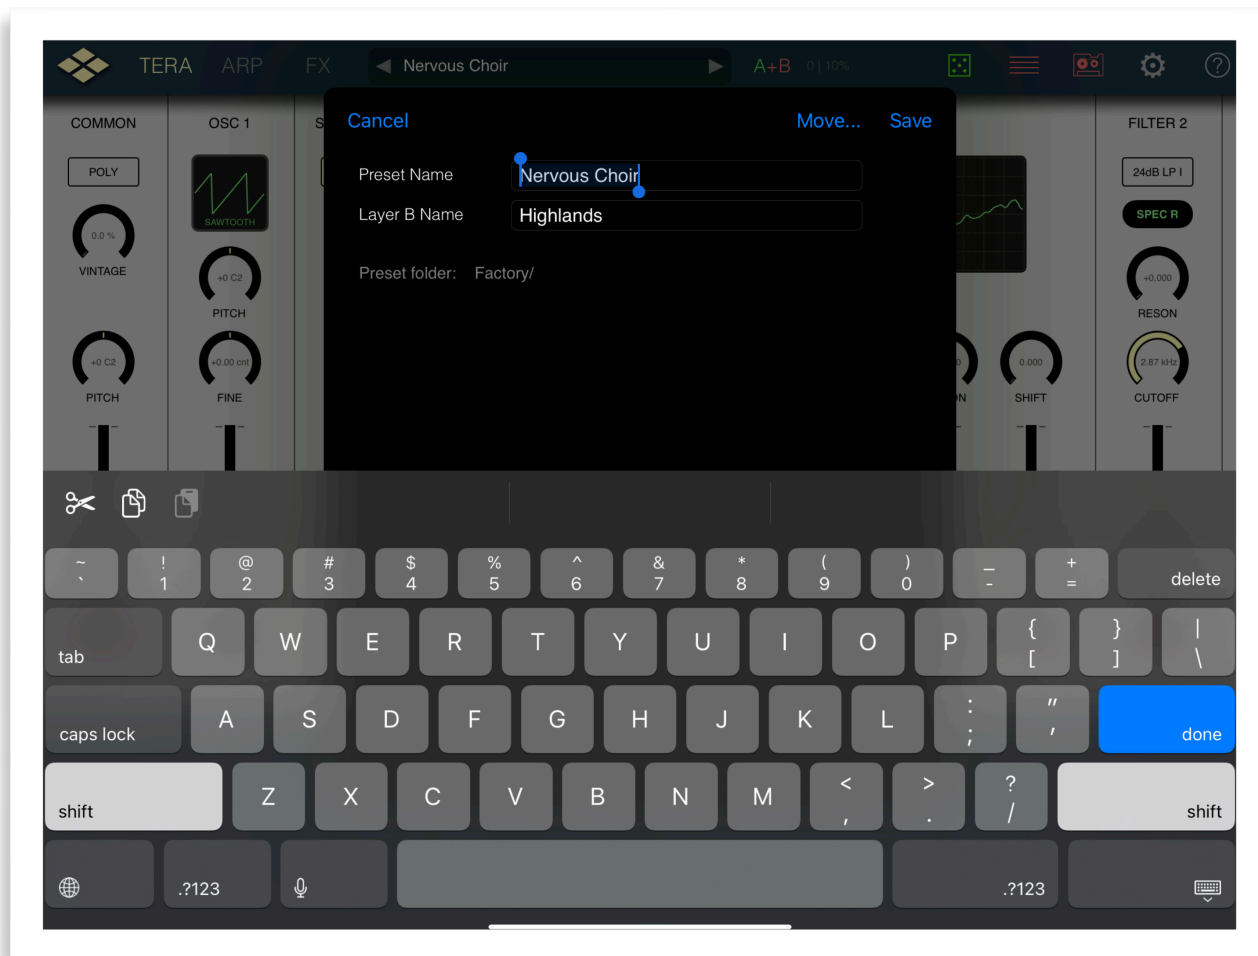 TERA ARP FX ◀ Nervous Choir ▶ A+B 0 | 10% ?
COMMON OSC 1 S FILTER 2
Cancel Move... Save
POLY 24dB LP I
Preset Name Nervous Choir
Layer B Name Highlands
SAWTOOTH SPEC R
0.0 %
VINTAGE
Preset folder: Factory/
+0 C2 +0.000
PITCH RESON
+0 C2 +0.00 cnt 0 0.000 2.87 kHz
PITCH FINE ON SHIFT CUTOFF
~ ! @ # $ % ^ & * ( ) _ +
` 1 2 3 4 5 6 7 8 9 0 - = delete
tab Q W E R T Y U I O P { } |
[ ] \
caps lock A S D F G H J K L : " done
; '
shift Z X C V B N M < > ? shift
, . /
.?123 .?123